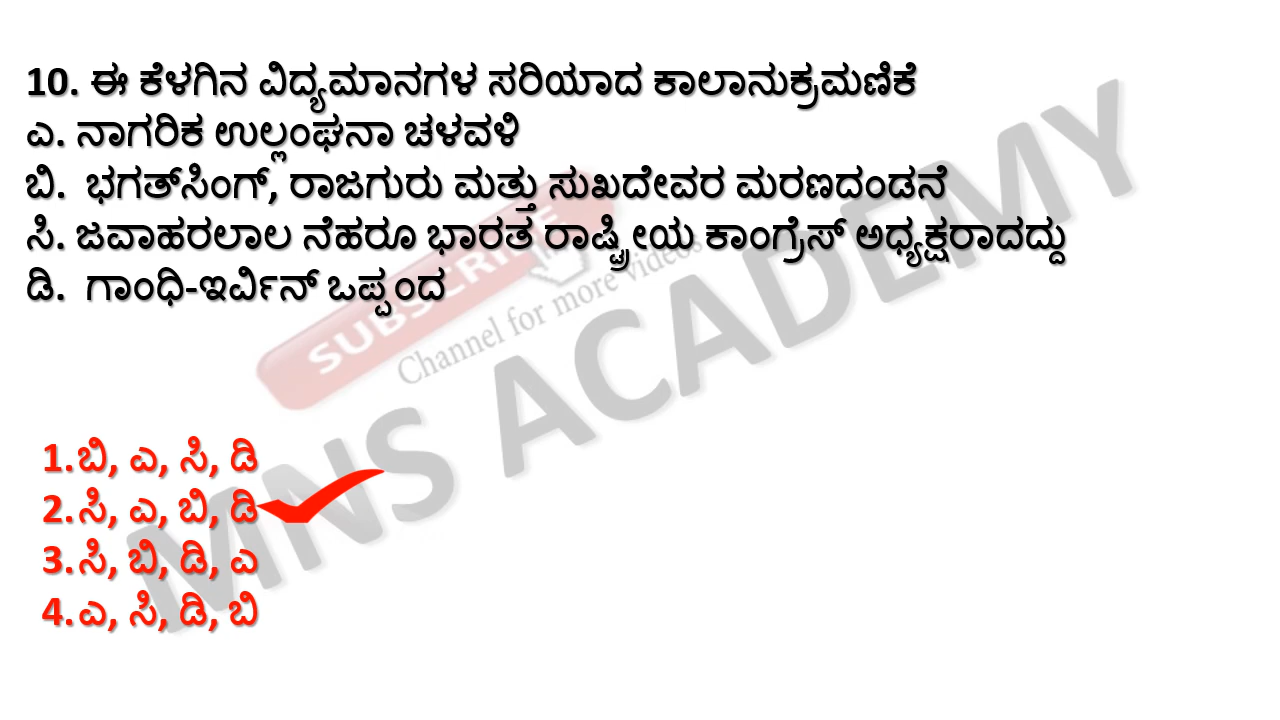 10. ಈ ಕೆಳಗಿನ ವಿದ್ಯಮಾನಗಳ ಸರಿಯಾದ ಕಾಲಾನುಕ್ರಮಣಿಕೆ
ಎ. ನಾಗರಿಕ ಉಲ್ಲಂಘನಾ ಚಳವಳಿ
ಬಿ. ಭಗತ್‌ಸಿಂಗ್, ರಾಜಗುರು ಮತ್ತು ಸುಖದೇವರ ಮರಣದಂಡನೆ
ಸಿ. ಜವಾಹರಲಾಲ ನೆಹರೂ ಭಾರತ ರಾಷ್ಟ್ರೀಯ ಕಾಂಗ್ರೆಸ್ ಅಧ್ಯಕ್ಷರಾದದ್ದು
ಡಿ. ಗಾಂಧಿ-ಇರ್ವಿನ್ ಒಪ್ಪಂದ
SUBSCRIBE
Channel for more videos
MNS ACADEMY
1.ಬಿ, ಎ, ಸಿ, ಡಿ
2.ಸಿ, ಎ, ಬಿ, ಡಿ
3.ಸಿ, ಬಿ, ಡಿ, ಎ
4.ಎ, ಸಿ, ಡಿ, ಬಿ